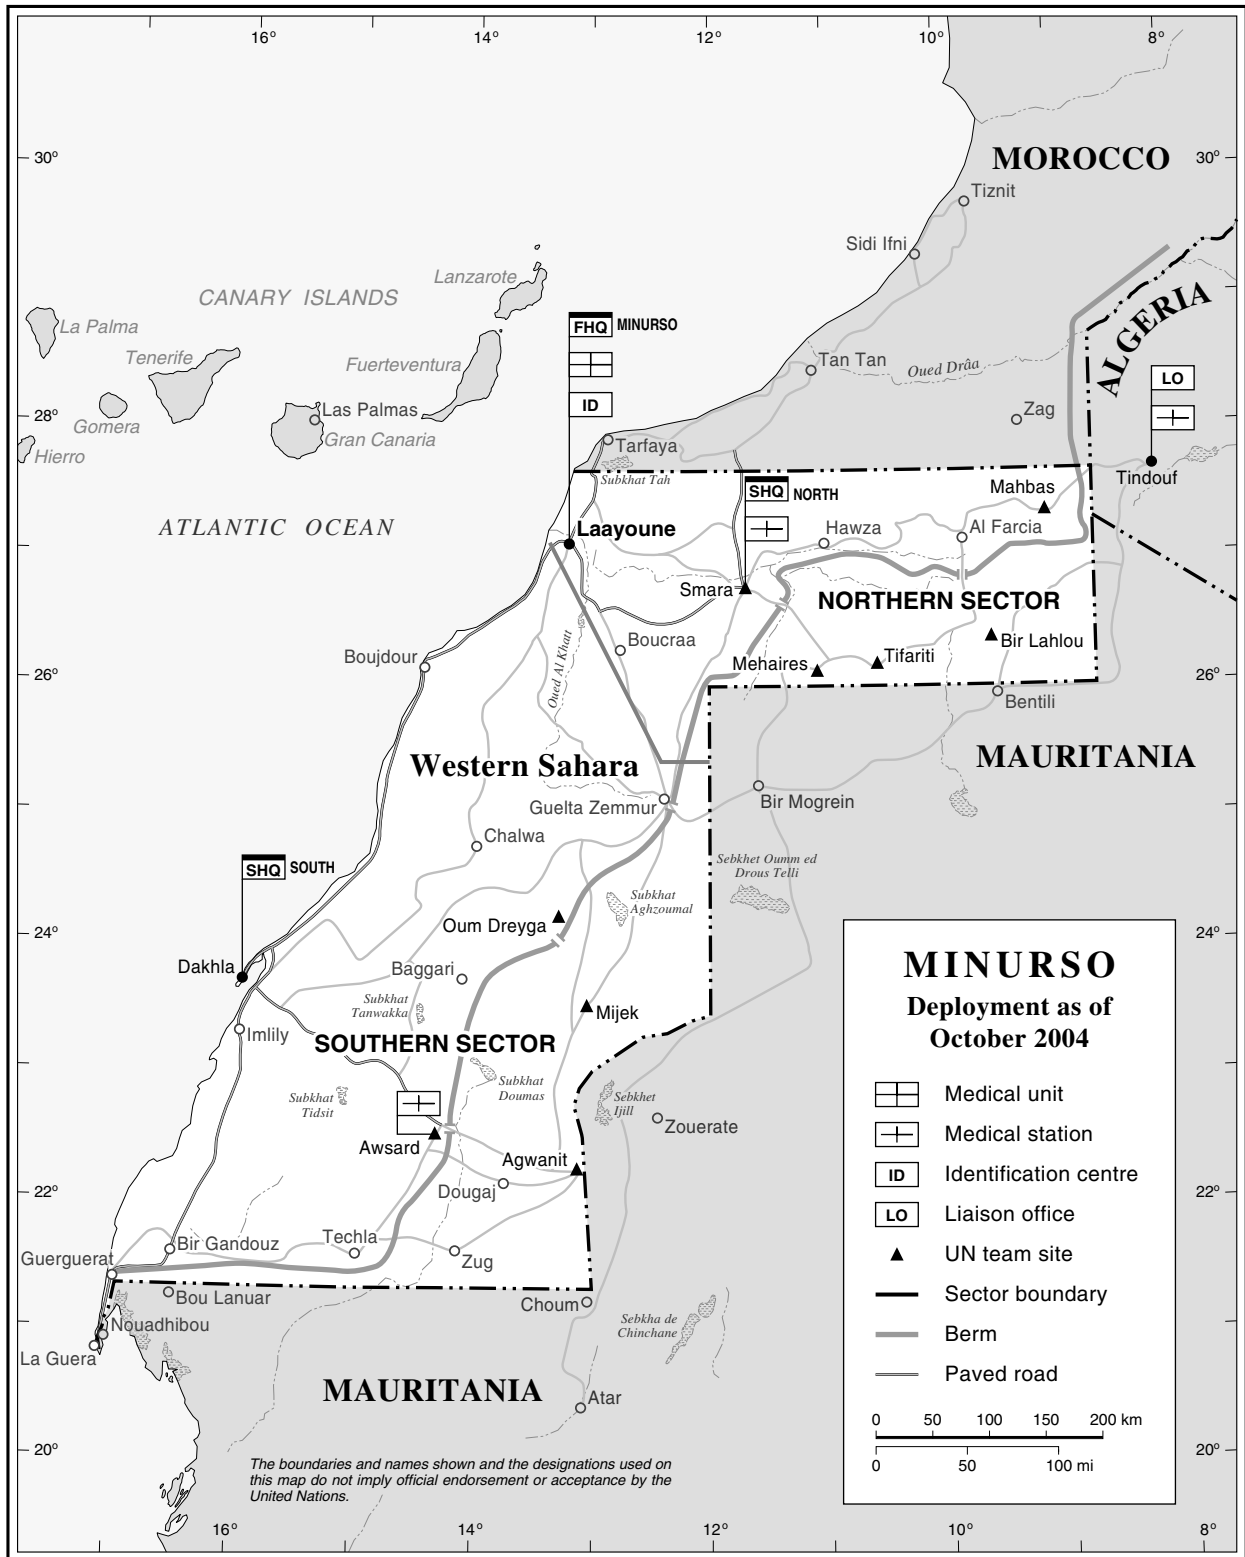 16° 14° 12° 10° 8°
30° 30°
MOROCCO
Tiznit
Sidi Ifni
Lanzarote
CANARY ISLANDS
ALGERIA
La Palma
FHQ MINURSO
Tenerife
Fuerteventura
Tan Tan
Oued Drâa
LO
ID
Zag
28°
Las Palmas
Gomera
Gran Canaria
Tarfaya
Hierro
Subkhat Tah
Tindouf
Mahbas
SHQ NORTH
ATLANTIC OCEAN
Laayoune
Hawza
Al Farcia
Smara
NORTHERN SECTOR
Boucraa
Bir Lahlou
Boujdour
Oued Al Khatt
Mehaires
Tifariti
26° 26°
Bentili
Western Sahara
MAURITANIA
Guelta Zemmur
Bir Mogrein
Chalwa
Sebkhet Oumm ed
Drous Telli
SHQ SOUTH
Subkhat
Aghzoumal
Oum Dreyga
24° 24°
Dakhla
Baggari
Subkhat
Tanwakka
Mijek
Imlily
SOUTHERN SECTOR
Subkhat
Doumas
Subkhat
Tidsit
Sebkhet
Ijill
Zouerate
Awsard
Agwanit
Dougaj
22° 22°
Techla
Bir Gandouz
Zug
Guerguerat
Bou Lanuar
Choum
Nouadhibou
Sebkha de
Chinchane
La Guera
MAURITANIA
Atar
20° 20°
The boundaries and names shown and the designations used on
this map do not imply official endorsement or acceptance by the
United Nations.
16° 14° 12° 10° 8°
MINURSO
Deployment as of
October 2004
Medical unit
Medical station
ID Identification centre
LO Liaison office
UN team site
Sector boundary
Berm
Paved road
0 50 100 150 200 km
0 50 100 mi